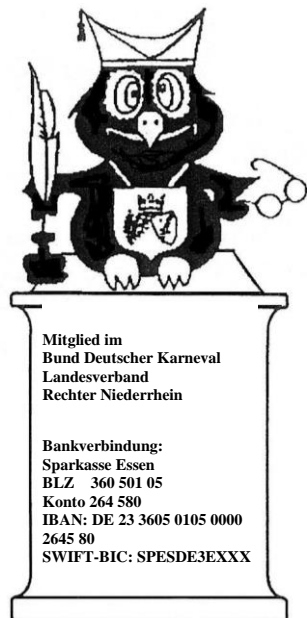 Mitglied im
Bund Deutscher Karneval
Landesverband
Rechter Niederrhein
Bankverbindung:
Sparkasse Essen
BLZ 360 501 05
Konto 264 580
IBAN: DE 23 3605 0105 0000
2645 80
SWIFT-BIC: SPESDE3EXXX